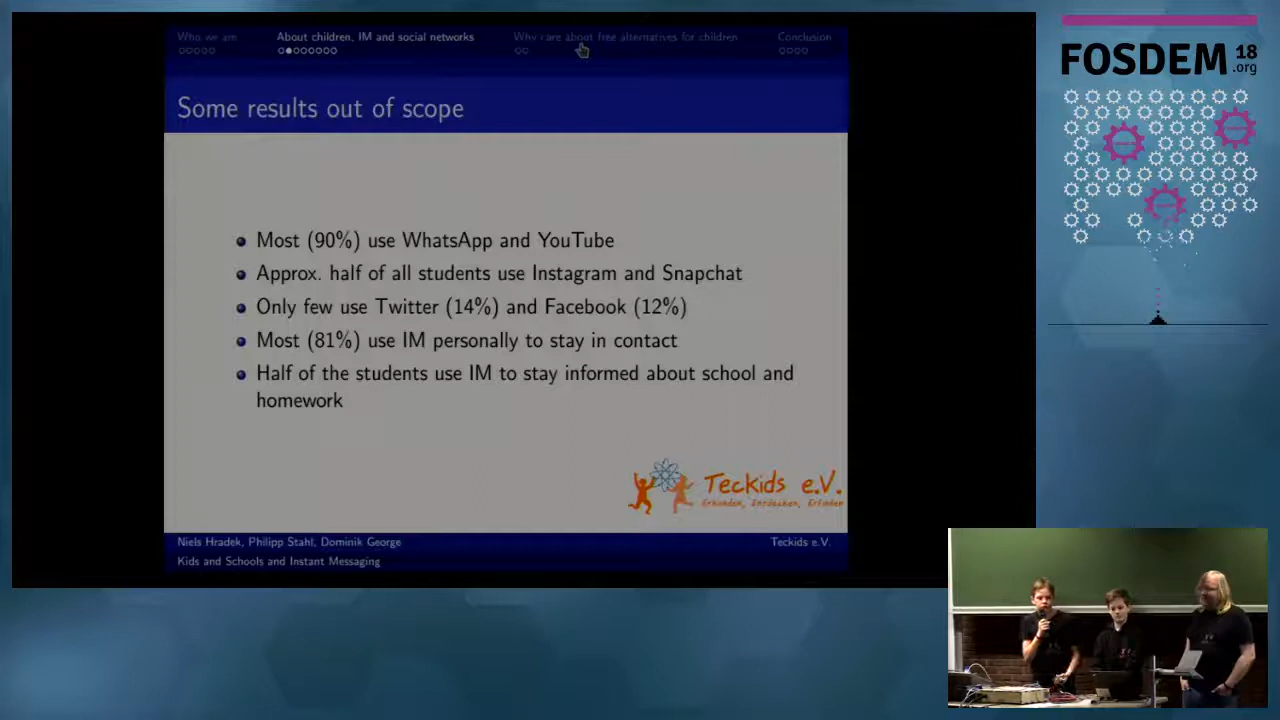 Who we are
About children, IM and social networks
Why care about free alternatives for children
Conclusion
Some results out of scope
Most (90%) use WhatsApp and YouTube
Approx. half of all students use Instagram and Snapchat
Only few use Twitter (14%) and Facebook (12%)
Most (81%) use IM personally to stay in contact
Half of the students use IM to stay informed about school and
homework
Teckids e.V.
Erkunden, Entdecken, Erfinden
Niels Hradek, Philipp Stahl, Dominik George
Teckids e.V.
Kids and Schools and Instant Messaging
FOSDEM 18
.org